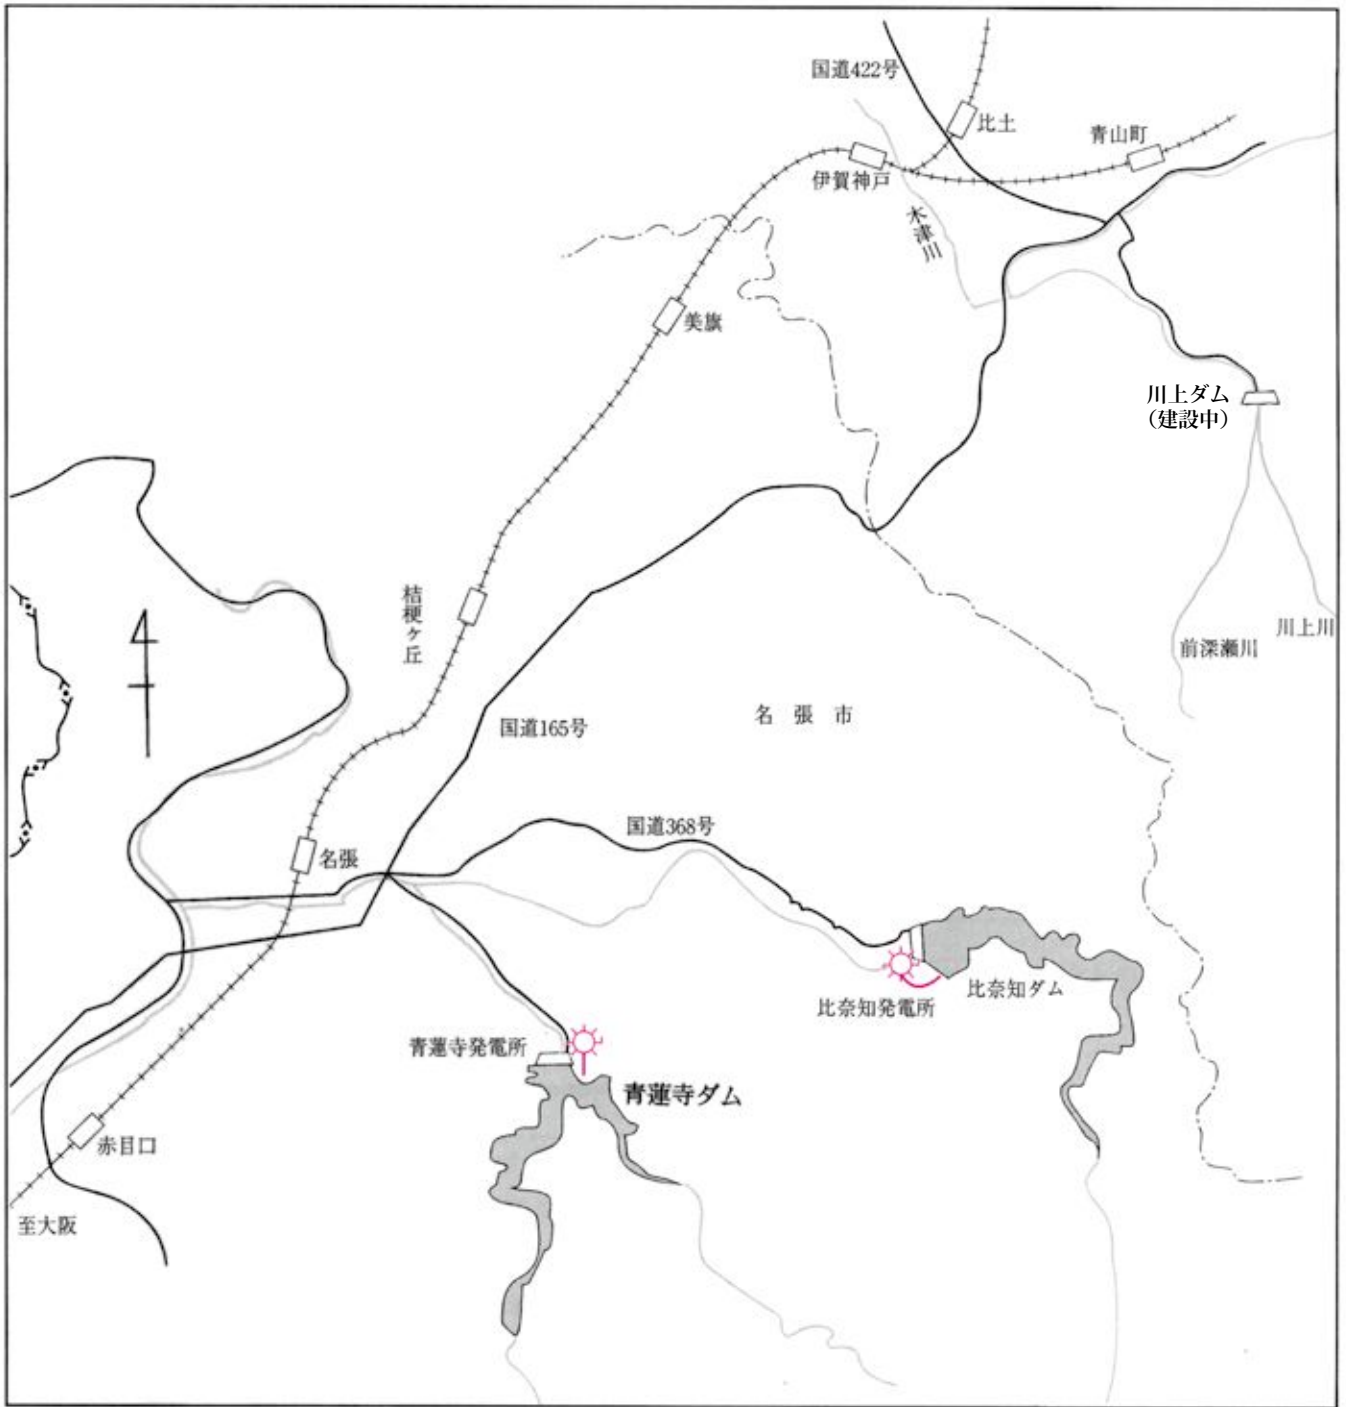 国道422号
比土
青山町
伊賀神戸
木津川
美旗
川上ダム
(建設中)
桔梗ヶ丘
川上川
前深瀬川
名張市
国道165号
国道368号
名張
比奈知ダム
比奈知発電所
青蓮寺発電所
青蓮寺ダム
赤目口
至大阪